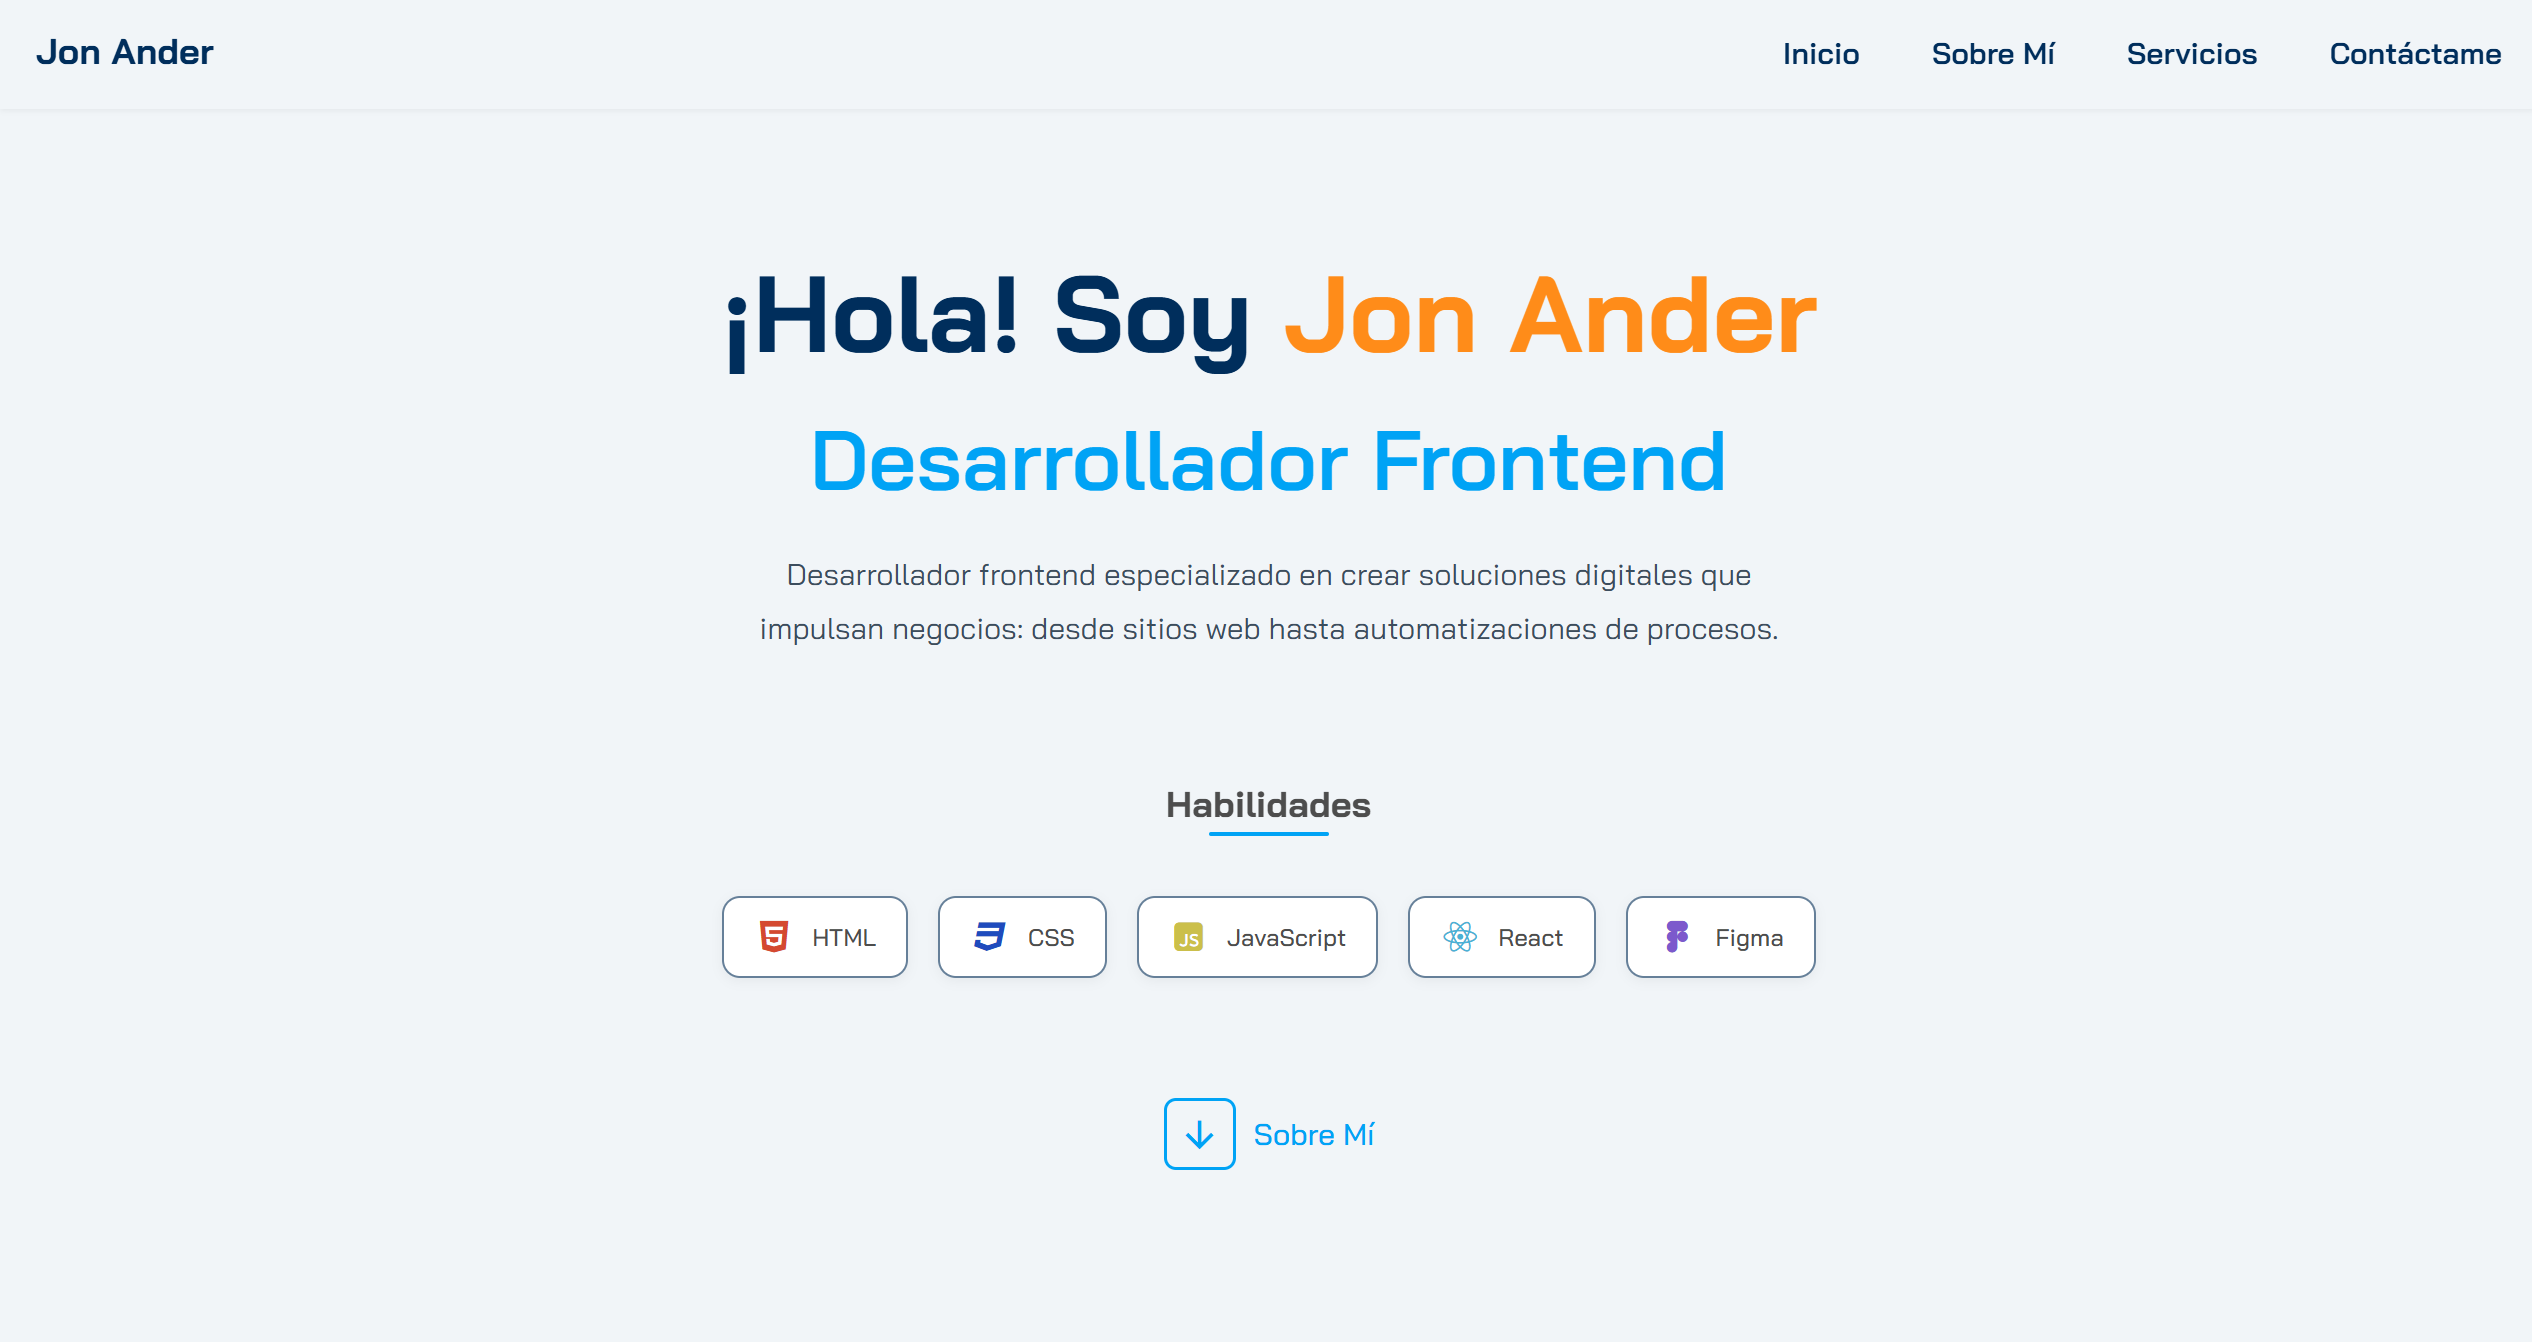 Jon Ander
Inicio Sobre Mí Servicios Contáctame
¡Hola! Soy Jon Ander
Desarrollador Frontend
Desarrollador frontend especializado en crear soluciones digitales que
impulsan negocios: desde sitios web hasta automatizaciones de procesos.
Habilidades
HTML CSS JS JavaScript React Figma
Sobre Mí